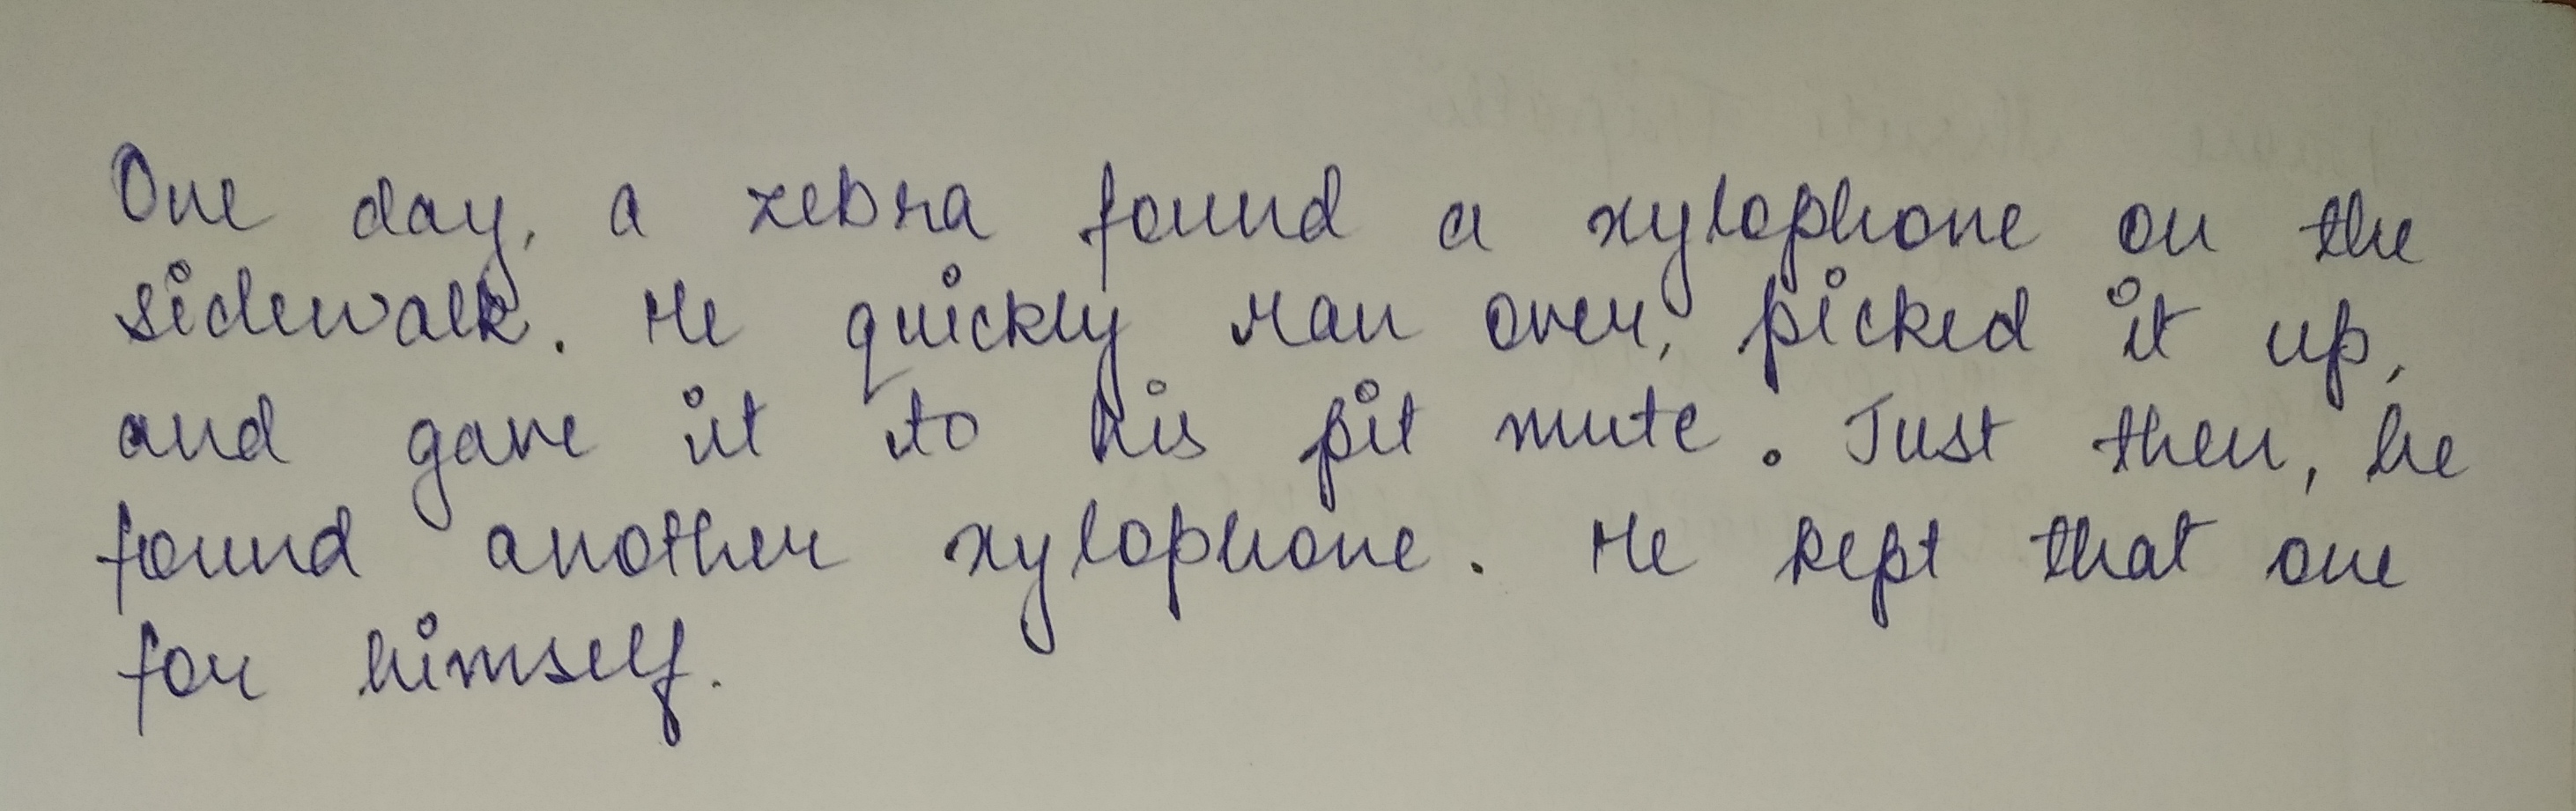 One day, a zebra found a xylophone on the
sidewalk. He quickly ran over, picked it up,
and gave it to his pit mute. Just then, he
found another xylophone. He kept that one
for himself.